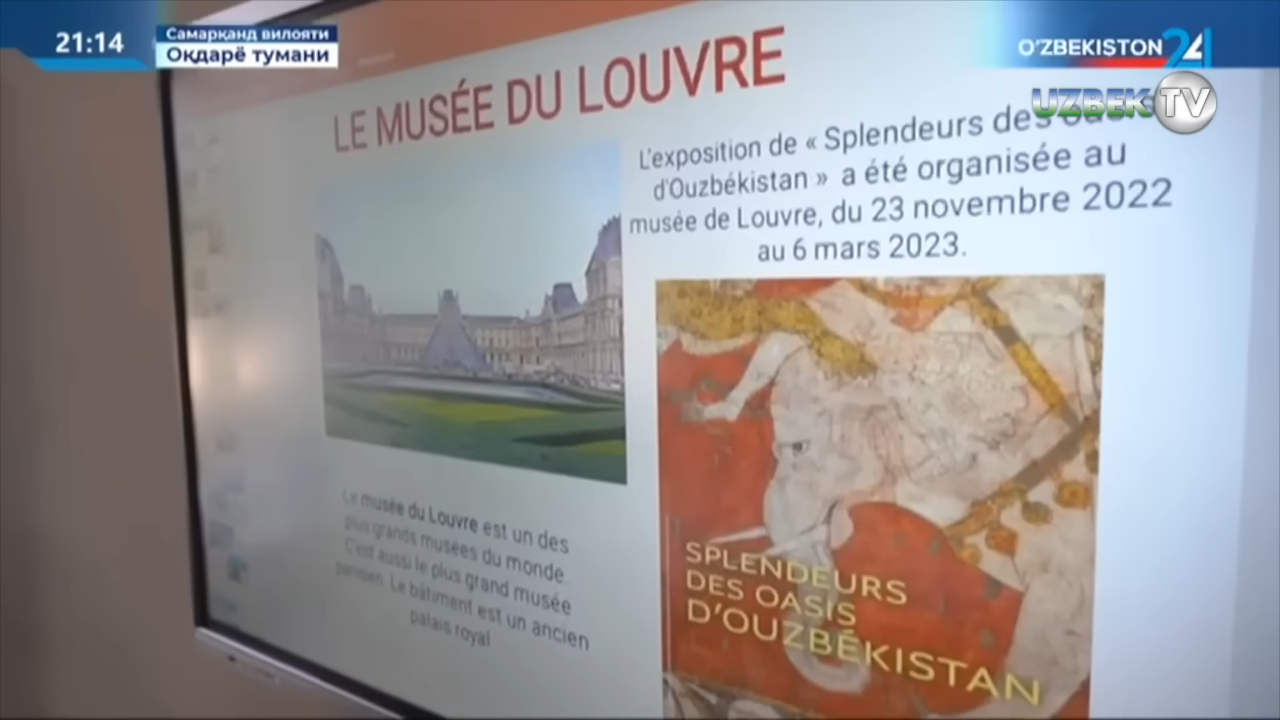 21:14
Самарқанд вилояти
Оқдарё тумани
O'ZBEKISTON 24
UZBEK TV
LE MUSÉE DU LOUVRE
L'exposition de « Splendeurs des
d'Ouzbékistan » a été organisée au
musée de Louvre, du 23 novembre 2022
au 6 mars 2023.
Le musée du Louvre est un des
plus grands musées du monde.
C'est aussi le plus grand musée
parisien. Le bâtiment est un ancien
palais royal
SPLENDEURS
DES OASIS
D'OUZBÉKISTAN